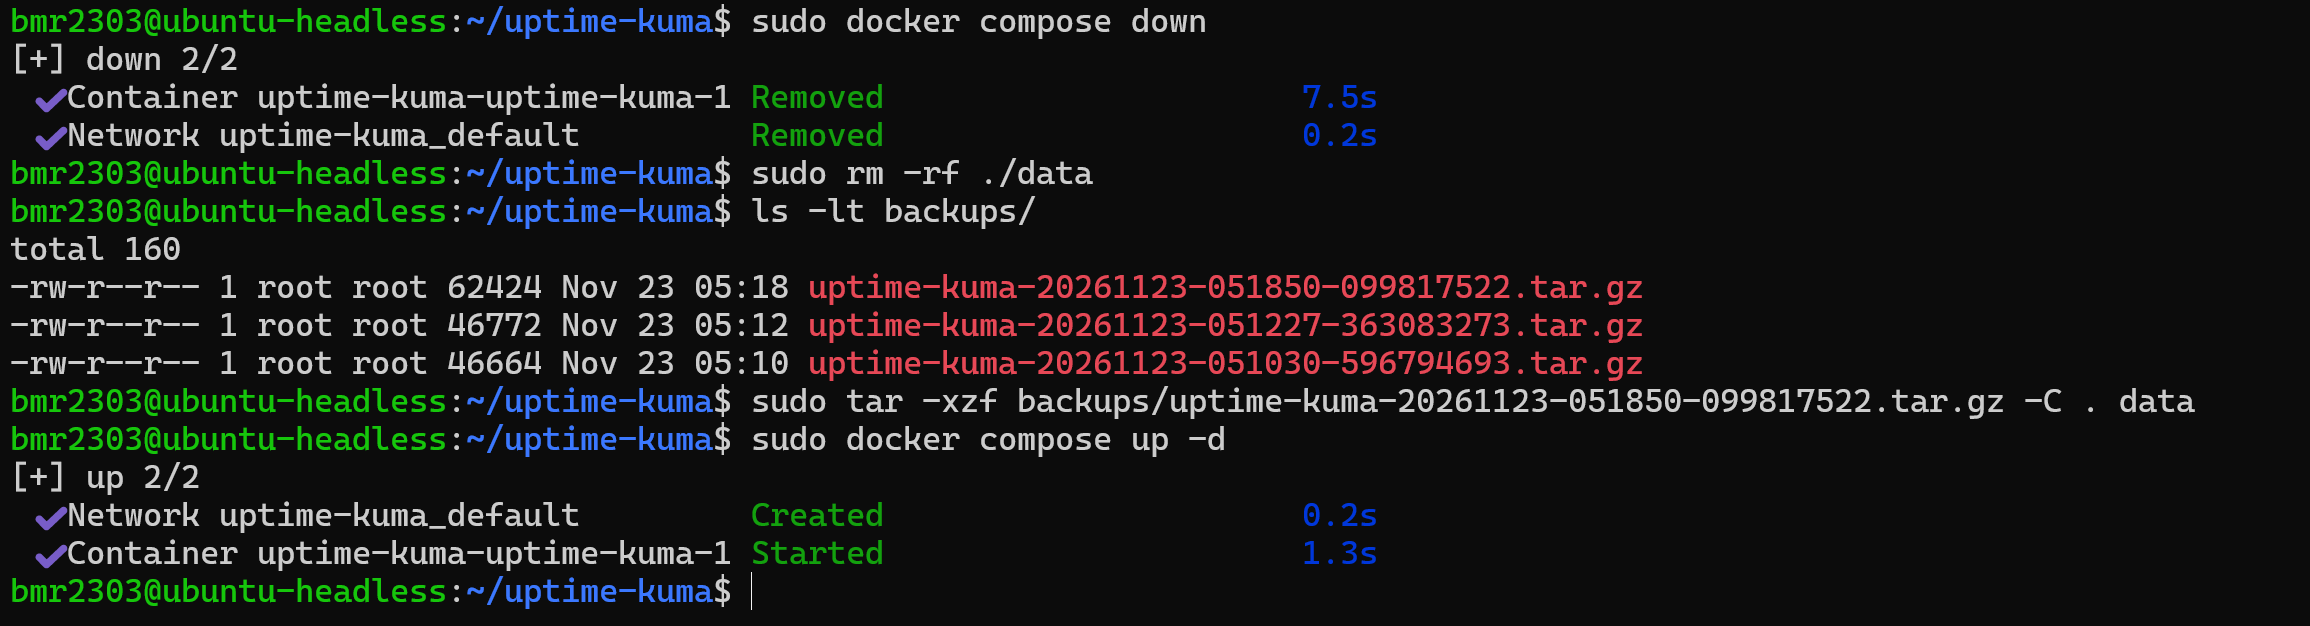 bmr2303@ubuntu-headless:~/uptime-kuma$ sudo docker compose down
[+] down 2/2
✔Container uptime-kuma-uptime-kuma-1 Removed 7.5s
✔Network uptime-kuma_default Removed 0.2s
bmr2303@ubuntu-headless:~/uptime-kuma$ sudo rm -rf ./data
bmr2303@ubuntu-headless:~/uptime-kuma$ ls -lt backups/
total 160
-rw-r--r-- 1 root root 62424 Nov 23 05:18 uptime-kuma-20261123-051850-099817522.tar.gz
-rw-r--r-- 1 root root 46772 Nov 23 05:12 uptime-kuma-20261123-051227-363083273.tar.gz
-rw-r--r-- 1 root root 46664 Nov 23 05:10 uptime-kuma-20261123-051030-596794693.tar.gz
bmr2303@ubuntu-headless:~/uptime-kuma$ sudo tar -xzf backups/uptime-kuma-20261123-051850-099817522.tar.gz -C . data
bmr2303@ubuntu-headless:~/uptime-kuma$ sudo docker compose up -d
[+] up 2/2
✔Network uptime-kuma_default Created 0.2s
✔Container uptime-kuma-uptime-kuma-1 Started 1.3s
bmr2303@ubuntu-headless:~/uptime-kuma$